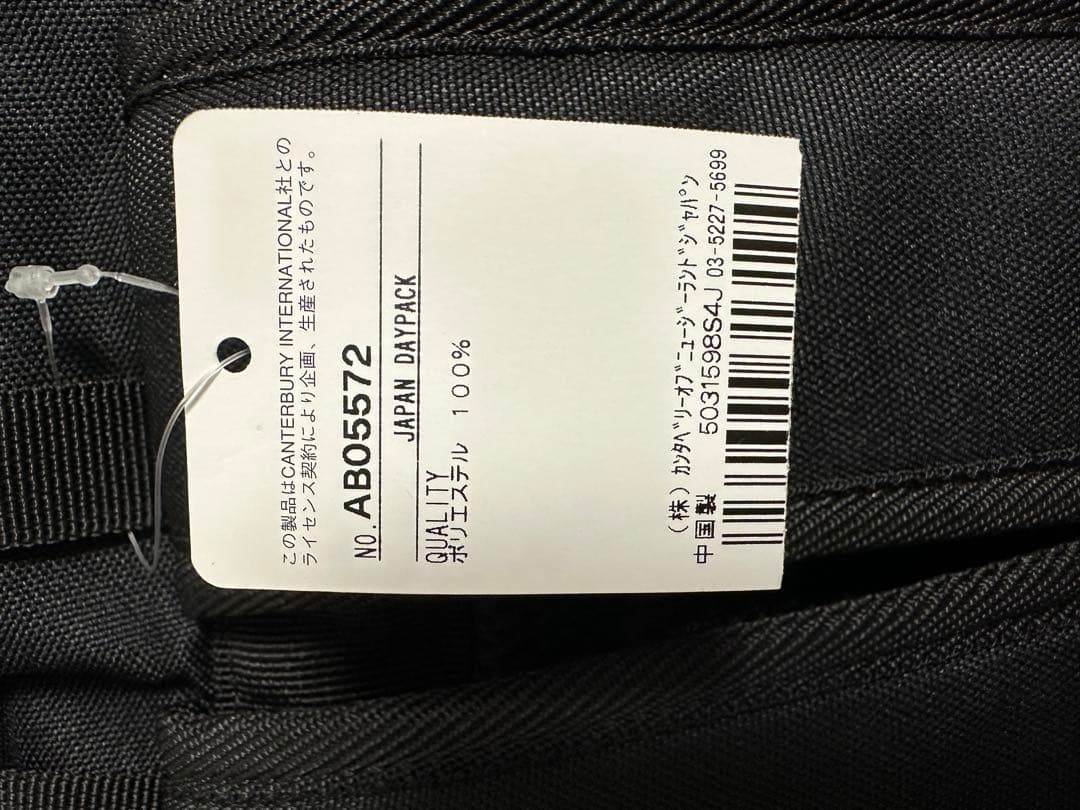 この製品はCANTERBURY INTERNATIONAL社との
ライセンス契約により企画、生産されたものです。
NO. AB05572
JAPAN DAYPACK
QUALITY
ポリエステル 100%
(株) ｶﾝﾀﾍﾞﾘｰｵﾌﾞﾆｭｰｼﾞｰﾗﾝﾄﾞｼﾞｬﾊﾟﾝ
中国製 5031598S4J 03-5227-5699